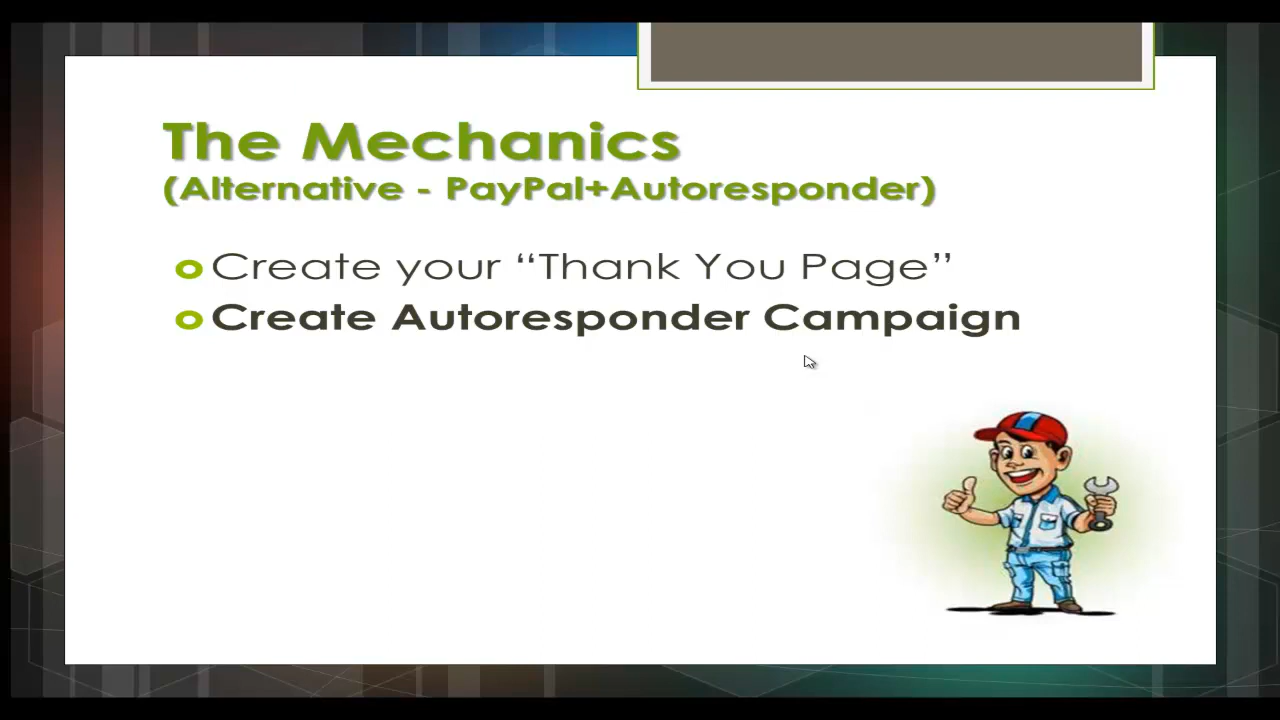 The Mechanics
(Alternative - PayPal+Autoresponder)
Create your “Thank You Page”
Create Autoresponder Campaign